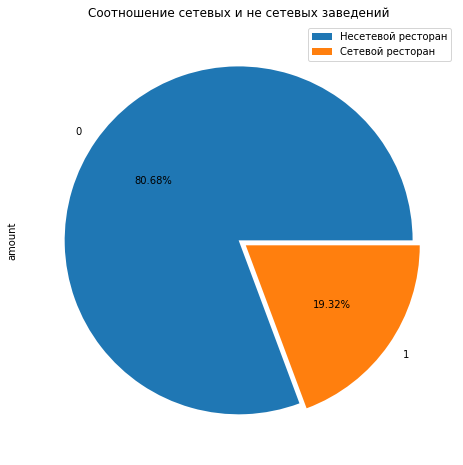 Соотношение сетевых и не сетевых заведений
Несетевой ресторан
Сетевой ресторан
0
80.68%
amount
19.32%
1